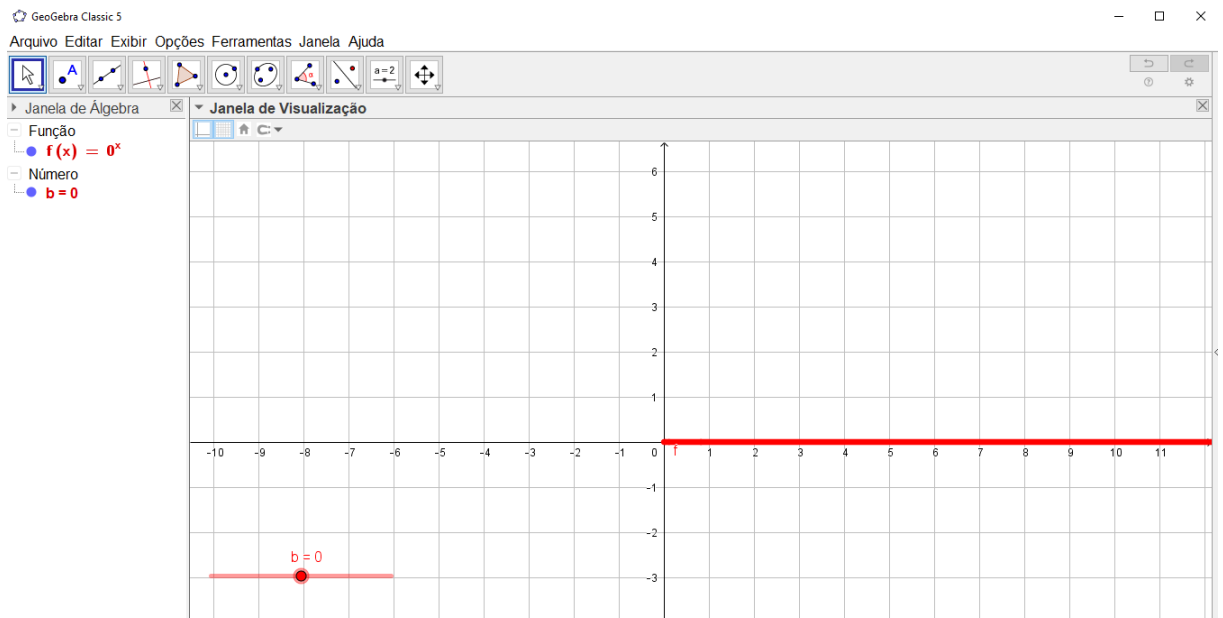 GeoGebra Classic 5
Arquivo Editar Exibir Opções Ferramentas Janela Ajuda
A
α
a=2
Janela de Álgebra
Janela de Visualização
Função
f(x) = 0ˣ
Número
b = 0
6
5
4
3
2
1
-10 -9 -8 -7 -6 -5 -4 -3 -2 -1 0 f 1 2 3 4 5 6 7 8 9 10 11
-1
-2
b = 0
-3